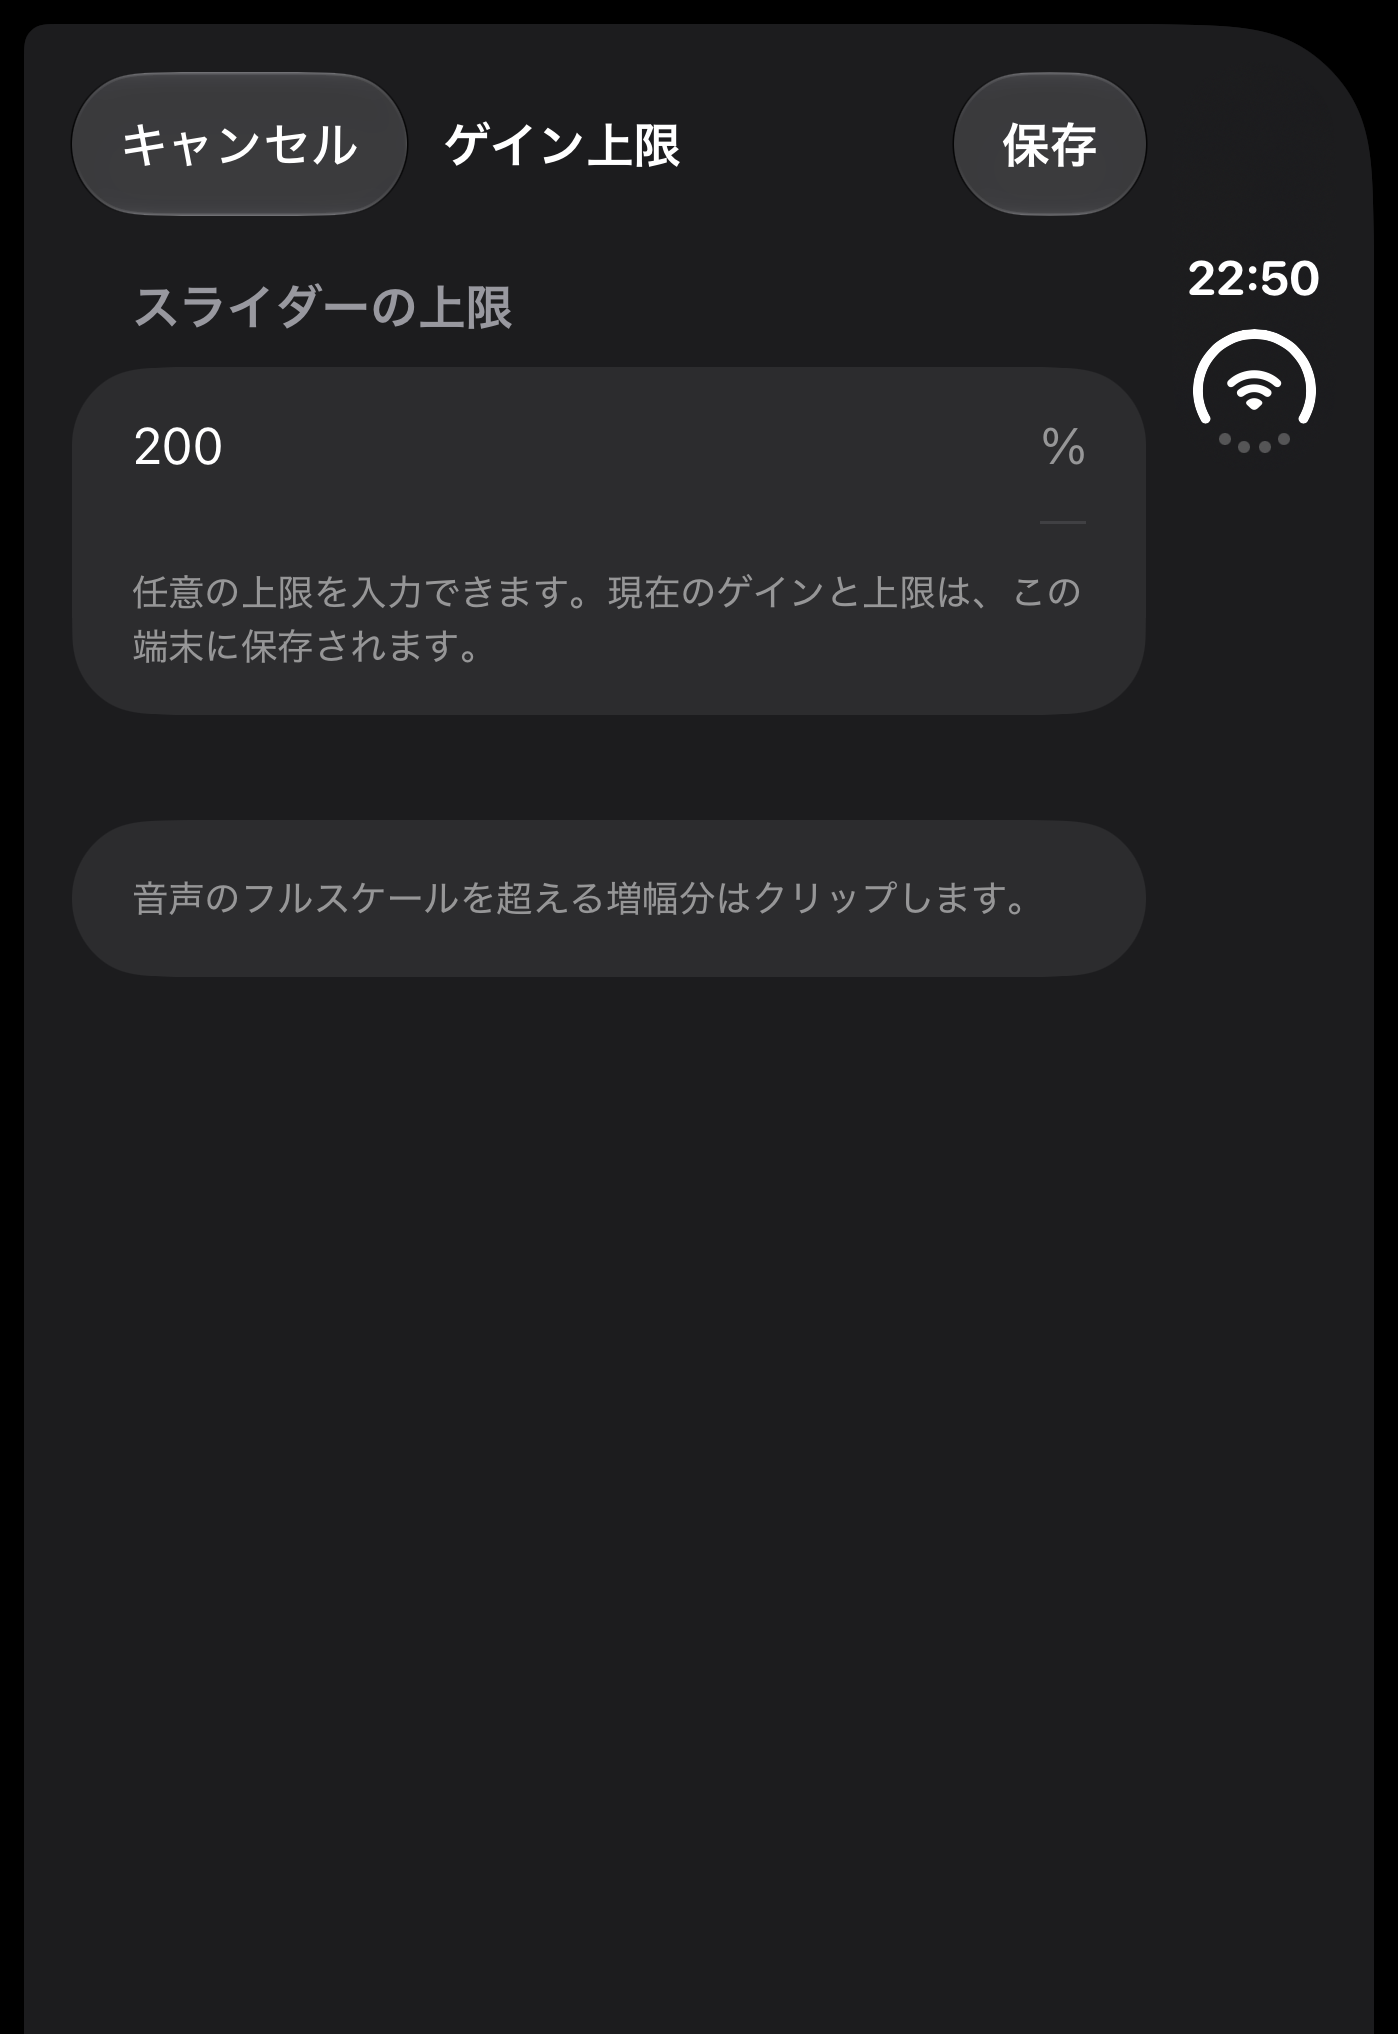 キャンセル ゲイン上限 保存
22:50
スライダーの上限
200 %
任意の上限を入力できます。現在のゲインと上限は、この
端末に保存されます。
音声のフルスケールを超える増幅分はクリップします。